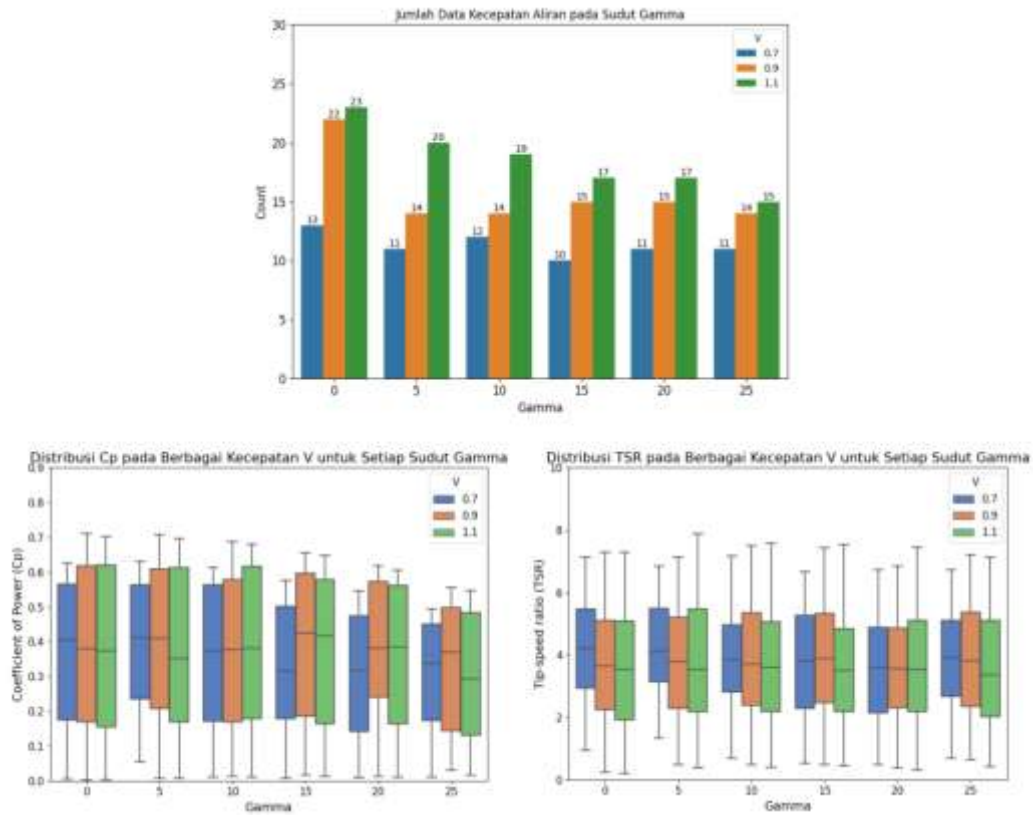 Jumlah Data Kecepatan Aliran pada Sudut Gamma
30
25
20
15
10
5
0
Count
V
0.7
0.9
1.1
13 22 23
11 14 20
12 14 19
10 15 17
11 15 17
11 14 15
0 5 10 15 20 25
Gamma
Distribusi Cp pada Berbagai Kecepatan V untuk Setiap Sudut Gamma
0.9
0.8
0.7
0.6
0.5
0.4
0.3
0.2
0.1
0.0
Coefficient of Power (Cp)
V
0.7
0.9
1.1
0 5 10 15 20 25
Gamma
Distribusi TSR pada Berbagai Kecepatan V untuk Setiap Sudut Gamma
10
8
6
4
2
0
Tip-speed ratio (TSR)
V
0.7
0.9
1.1
0 5 10 15 20 25
Gamma